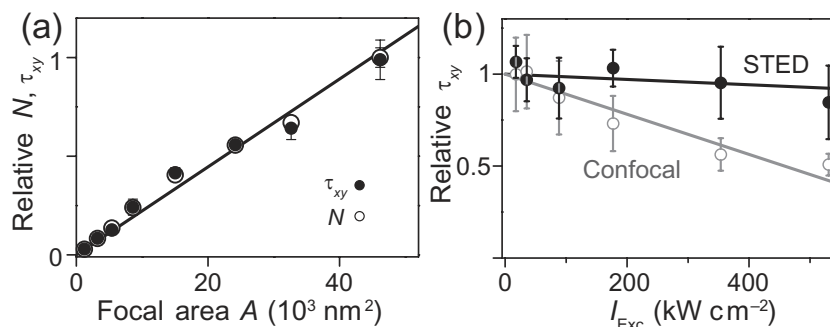 (a)
Relative N, τxy
1
0
τxy
N
0
20
40
Focal area A (10³ nm²)
(b)
Relative τxy
1
0.5
STED
Confocal
0
200
400
IExc (kW cm⁻²)